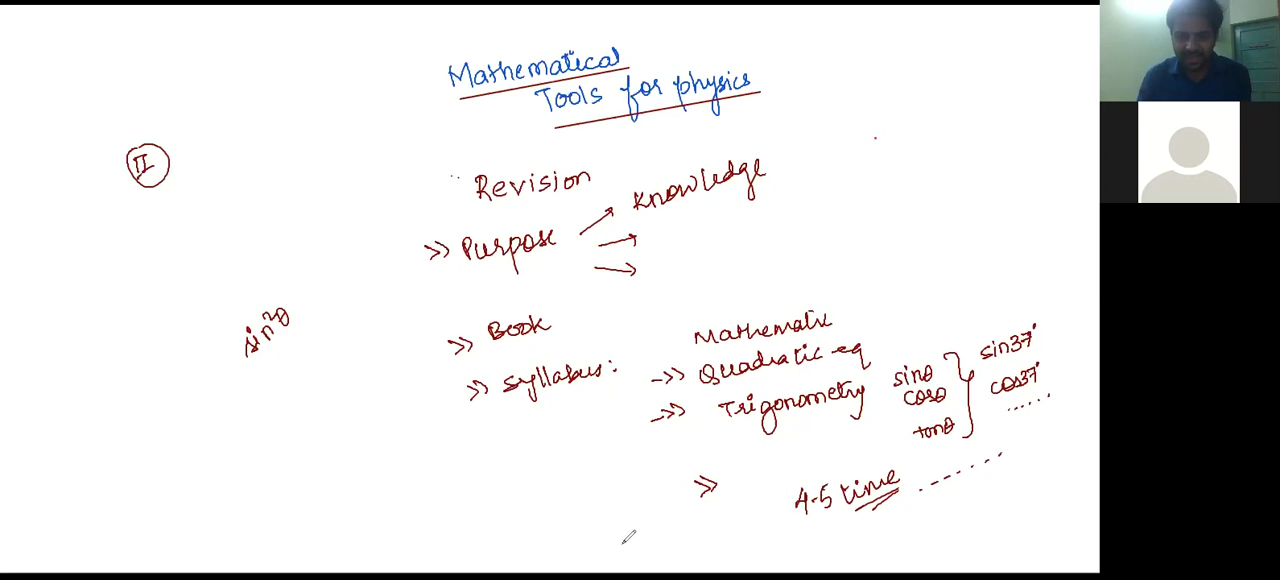 Mathematical
Tools for physics
II
Revision
>> Purpose → Knowledge
→
→
sin2θ
>> Book
>> Syllabus:
Mathematic
->> Quadratic eq
->> Trigonometry
sinθ
cosθ
tanθ
sin37°
cos37°
......
>> 4-5 time .......